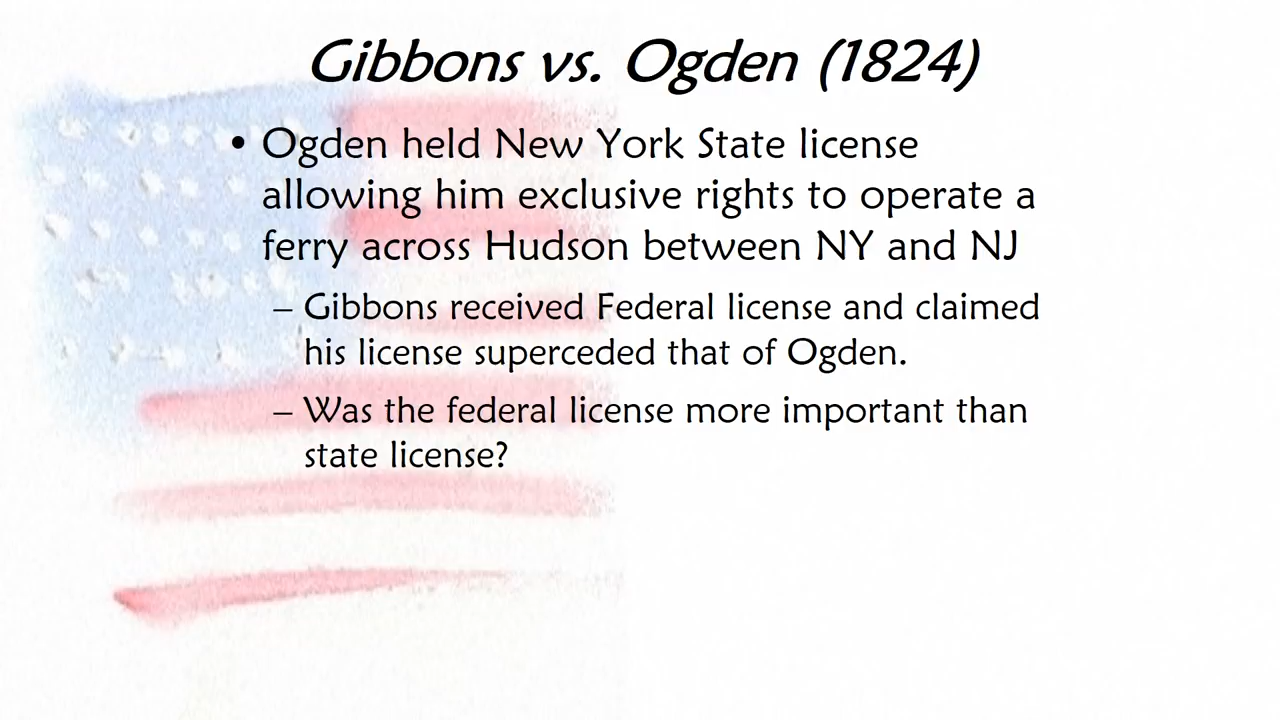 Gibbons vs. Ogden (1824)
• Ogden held New York State license
allowing him exclusive rights to operate a
ferry across Hudson between NY and NJ
– Gibbons received Federal license and claimed
his license superceded that of Ogden.
– Was the federal license more important than
state license?